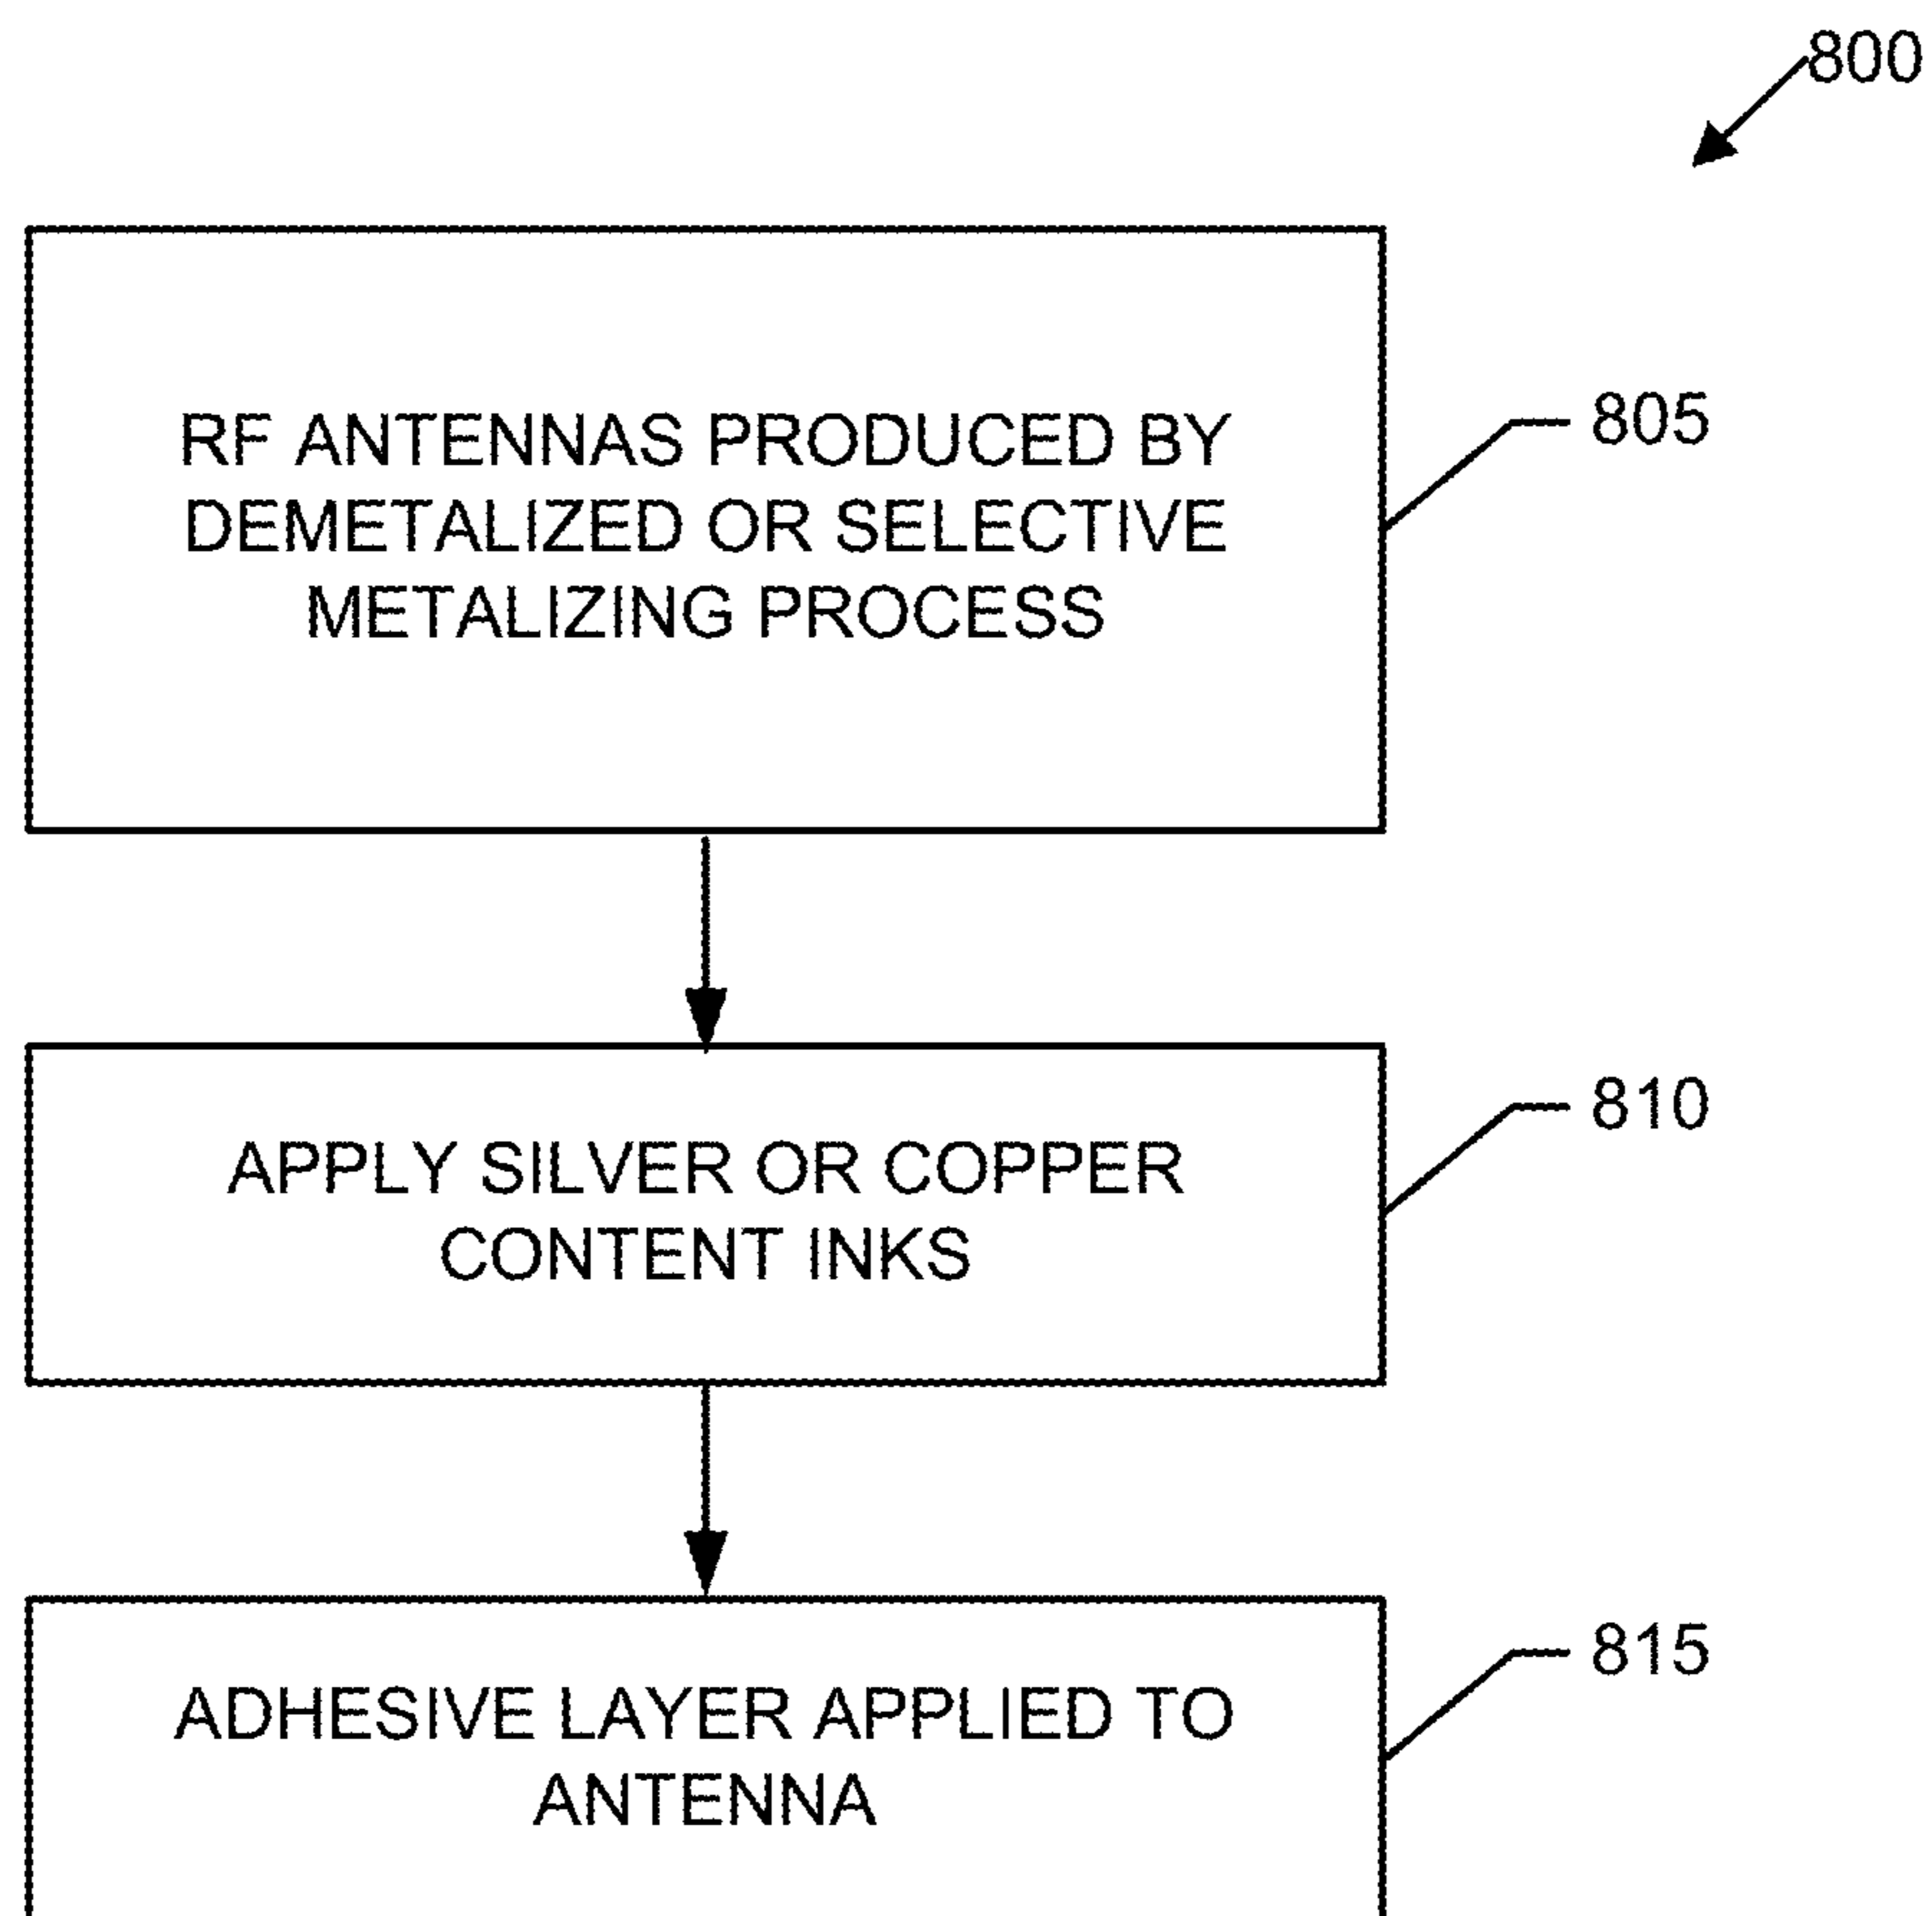 800
RF ANTENNAS PRODUCED BY
DEMETALIZED OR SELECTIVE
METALIZING PROCESS
805
APPLY SILVER OR COPPER
CONTENT INKS
810
ADHESIVE LAYER APPLIED TO
ANTENNA
815